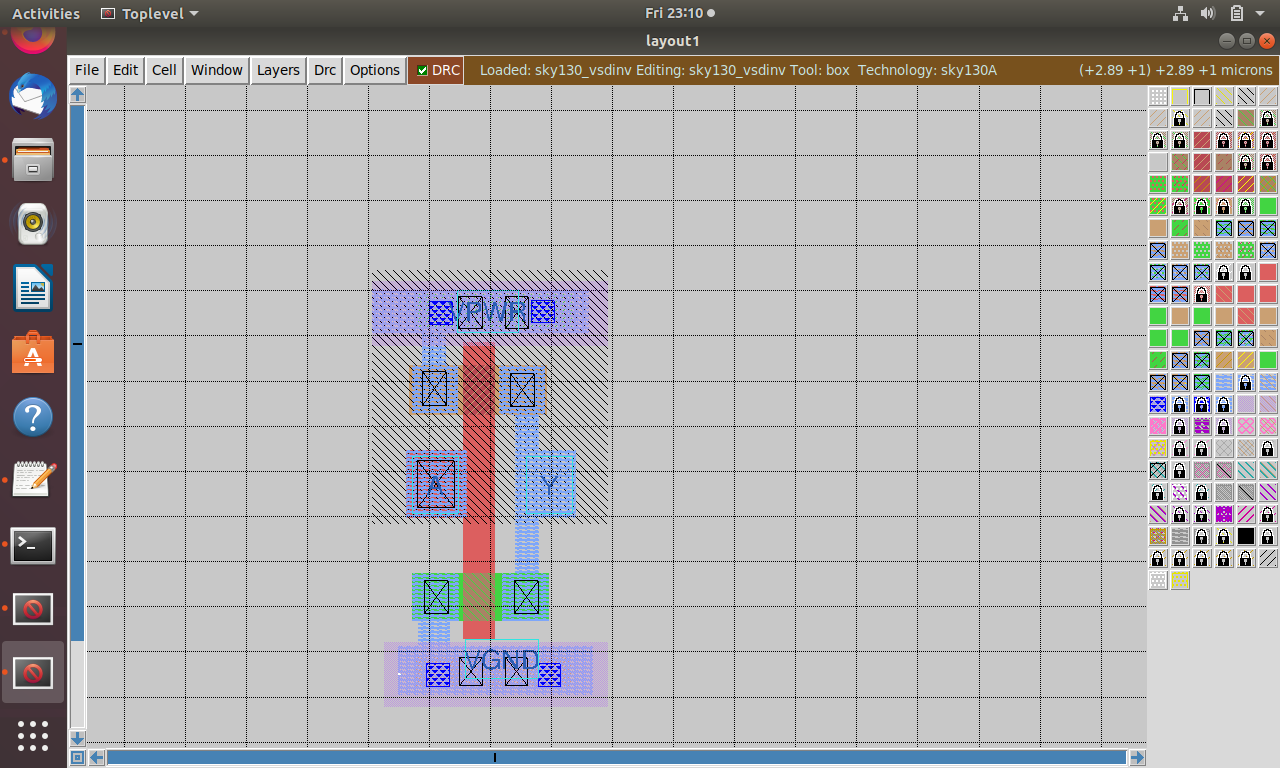 Activities Toplevel Fri 23:10
layout1
File Edit Cell Window Layers Drc Options DRC Loaded: sky130_vsdinv Editing: sky130_vsdinv Tool: box Technology: sky130A (+2.89 +1) +2.89 +1 microns
VPWR
A Y
VGND